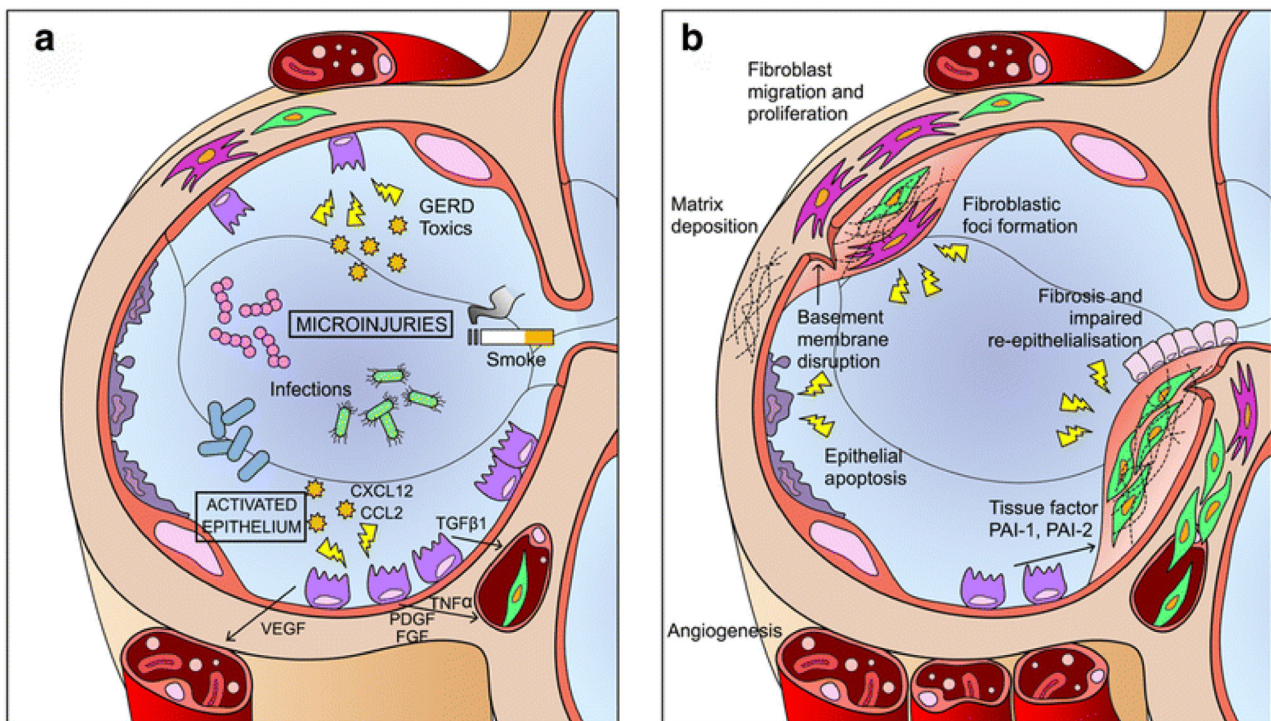 a
GERD
Toxics
MICROINJURIES
Smoke
Infections
ACTIVATED
EPITHELIUM
CXCL12
CCL2
TGFβ1
VEGF
TNFα
PDGF
FGF
b
Fibroblast
migration and
proliferation
Matrix
deposition
Fibroblastic
foci formation
Basement
membrane
disruption
Fibrosis and
impaired
re-epithelialisation
Epithelial
apoptosis
Tissue factor
PAI-1, PAI-2
Angiogenesis